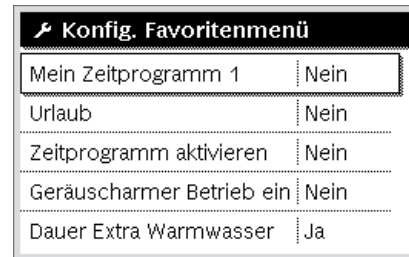 Konfig. Favoritenmenü
Mein Zeitprogramm 1 Nein
Urlaub Nein
Zeitprogramm aktivieren Nein
Geräuscharmer Betrieb ein Nein
Dauer Extra Warmwasser Ja